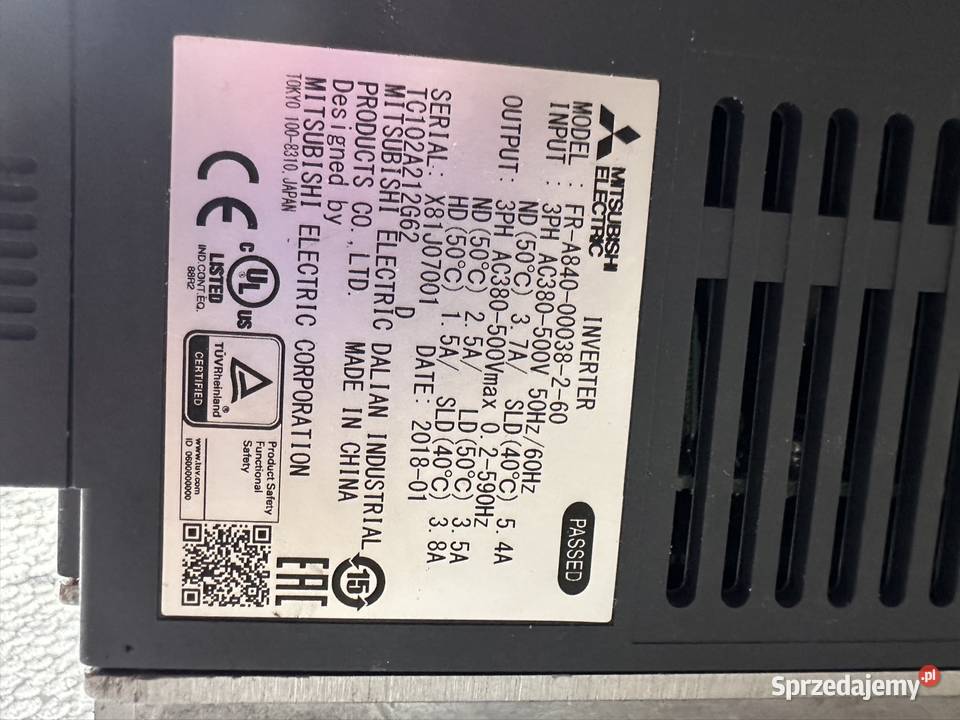 MITSUBISHI
ELECTRIC
INVERTER
PASSED
MODEL : FR-A840-00038-2-60
INPUT : 3PH AC380-500V 50Hz/60Hz
ND(50℃) 3.7A/ SLD(40℃) 5.4A
OUTPUT: 3PH AC380-500Vmax 0.2-590Hz
ND(50℃) 2.5A/ LD(50℃) 3.5A
HD(50℃) 1.5A/ SLD(40℃) 3.8A
SERIAL: X81J07001 DATE: 2018-01
TC102A212G62 D
MITSUBISHI ELECTRIC DALIAN INDUSTRIAL
PRODUCTS CO.,LTD. MADE IN CHINA
Designed by
MITSUBISHI ELECTRIC CORPORATION
TOKYO 100-8310, JAPAN
15
EAC
CE
c UL ® US
LISTED
IND.CONT.EQ.
88R2
TÜVRheinland®
CERTIFIED
Product Safety
Functional
Safety
www.tuv.com
ID 0600000000
Sprzedajemy.pl